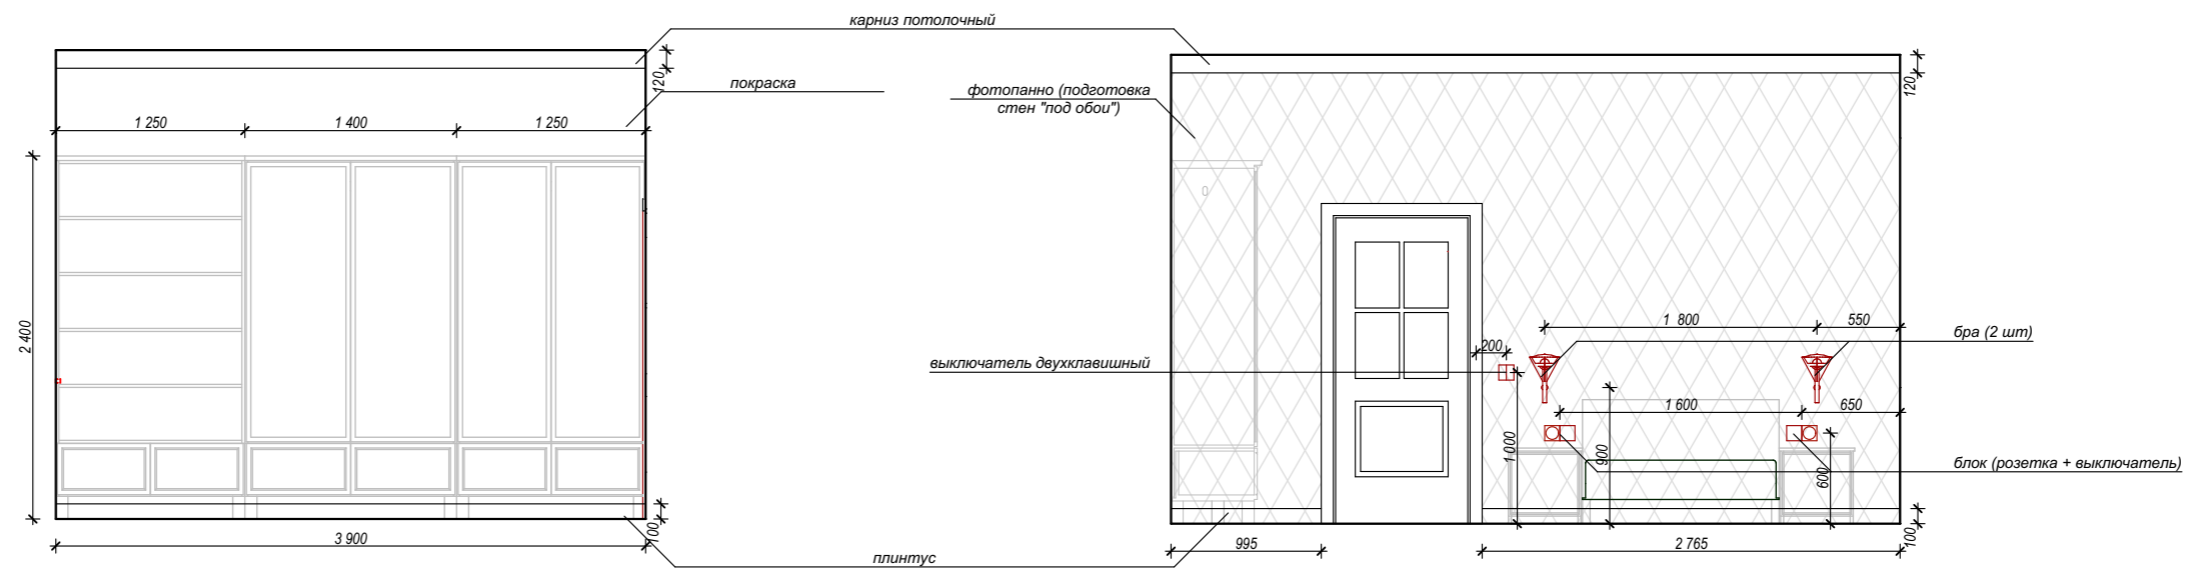 карниз потолочный
120
покраска
1 250
1 400
1 250
2 400
100
3 900
плинтус
фотопанно (подготовка
стен "под обои")
120
1 800
550
бра (2 шт)
200
выключатель двухклавишный
1 600
650
1 000
900
600
блок (розетка + выключатель)
100
995
2 765